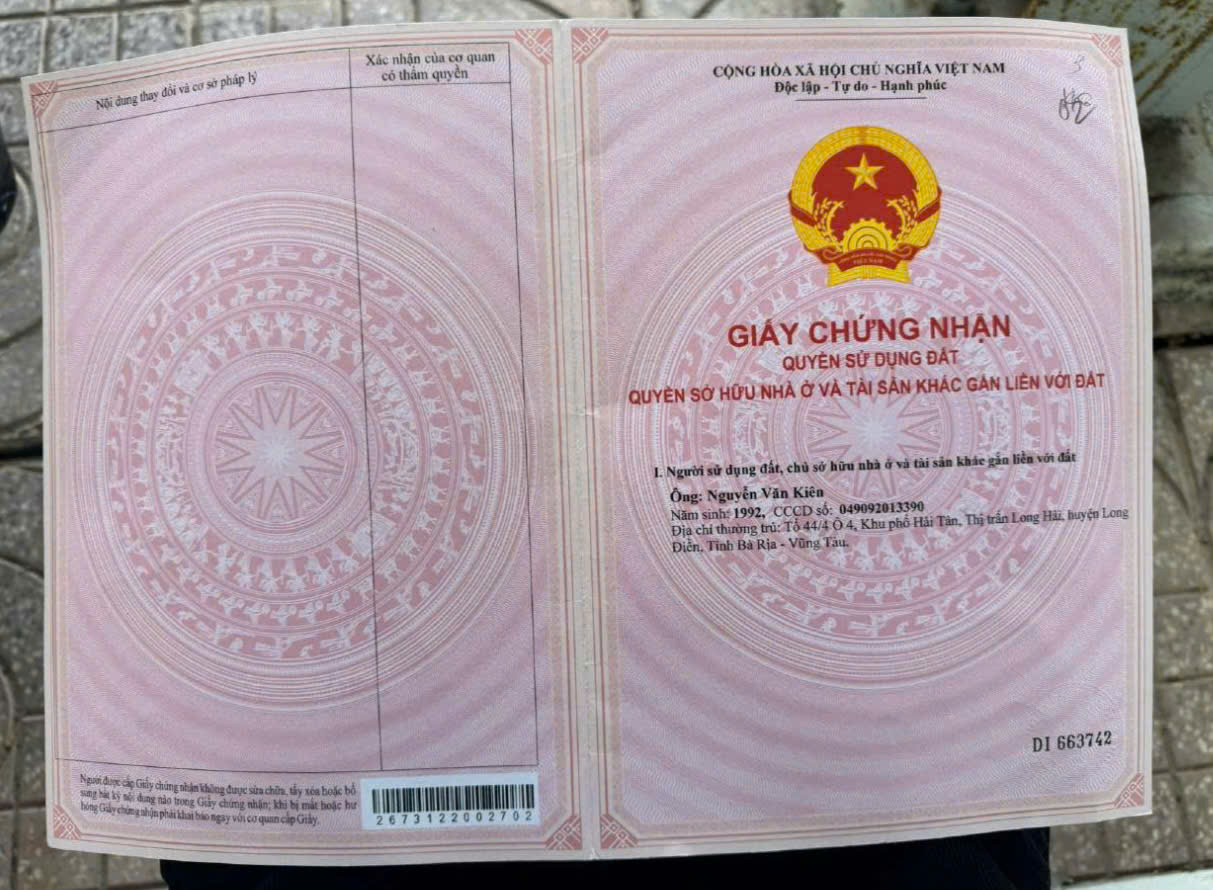 Nội dung thay đổi và cơ sở pháp lý
Xác nhận của cơ quan
có thẩm quyền
Người được cấp Giấy chứng nhận không được sửa chữa, tẩy xóa hoặc bổ
sung bất kỳ nội dung nào trong Giấy chứng nhận; khi bị mất hoặc hư
hỏng Giấy chứng nhận phải khai báo ngay với cơ quan cấp Giấy.
2673122002702
CỘNG HÒA XÃ HỘI CHỦ NGHĨA VIỆT NAM
Độc lập - Tự do - Hạnh phúc
3
VIỆT NAM
GIẤY CHỨNG NHẬN
QUYỀN SỬ DỤNG ĐẤT
QUYỀN SỞ HỮU NHÀ Ở VÀ TÀI SẢN KHÁC GẮN LIỀN VỚI ĐẤT
I. Người sử dụng đất, chủ sở hữu nhà ở và tài sản khác gắn liền với đất
Ông: Nguyễn Văn Kiên
Năm sinh: 1992, CCCD số: 049092013390
Địa chỉ thường trú: Tổ 44/4 Ô 4, Khu phố Hải Tân, Thị trấn Long Hải, huyện Long
Điền, Tỉnh Bà Rịa - Vũng Tàu.
DI 663742